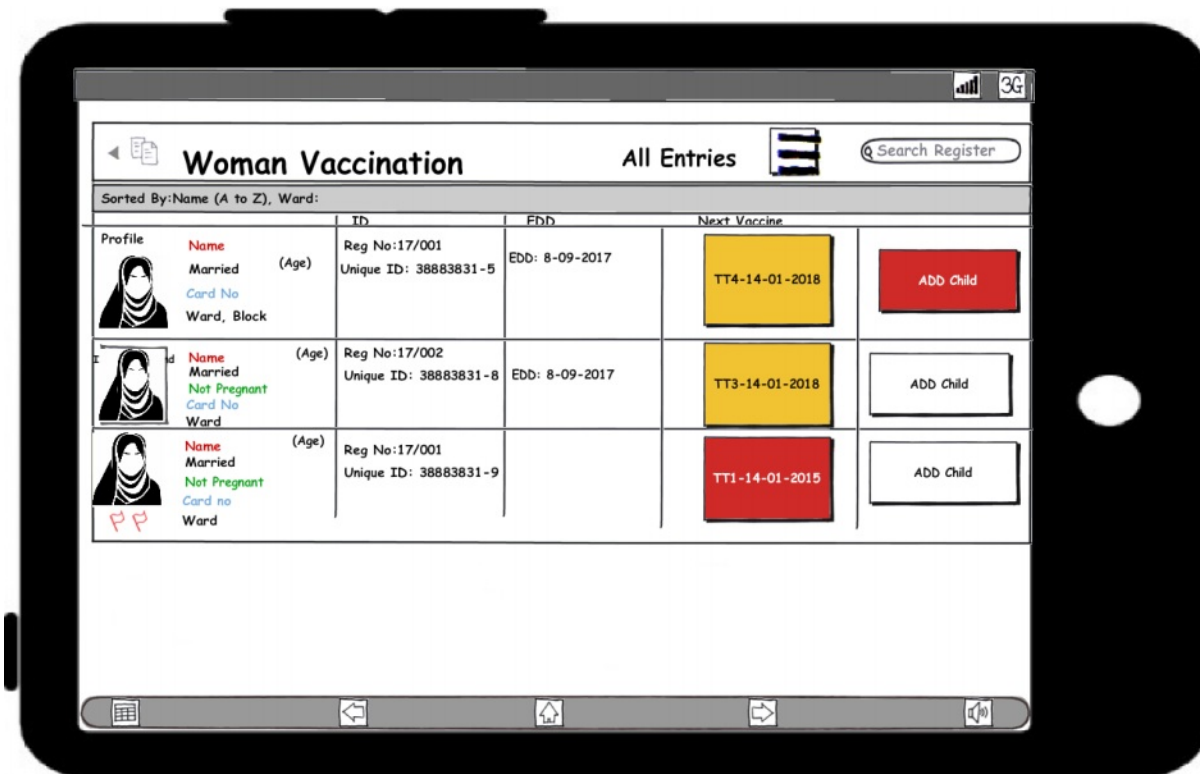 3G
Woman Vaccination
All Entries
Search Register
Sorted By:Name (A to Z), Ward:
ID EDD Next Vaccine
Profile
Name
Married (Age)
Card No
Ward, Block
Reg No:17/001
Unique ID: 38883831-5
EDD: 8-09-2017
TT4-14-01-2018
ADD Child
Name (Age)
Married
Not Pregnant
Card No
Ward
Reg No:17/002
Unique ID: 38883831-8
EDD: 8-09-2017
TT3-14-01-2018
ADD Child
Name (Age)
Married
Not Pregnant
Card no
Ward
Reg No:17/001
Unique ID: 38883831-9
TT1-14-01-2015
ADD Child